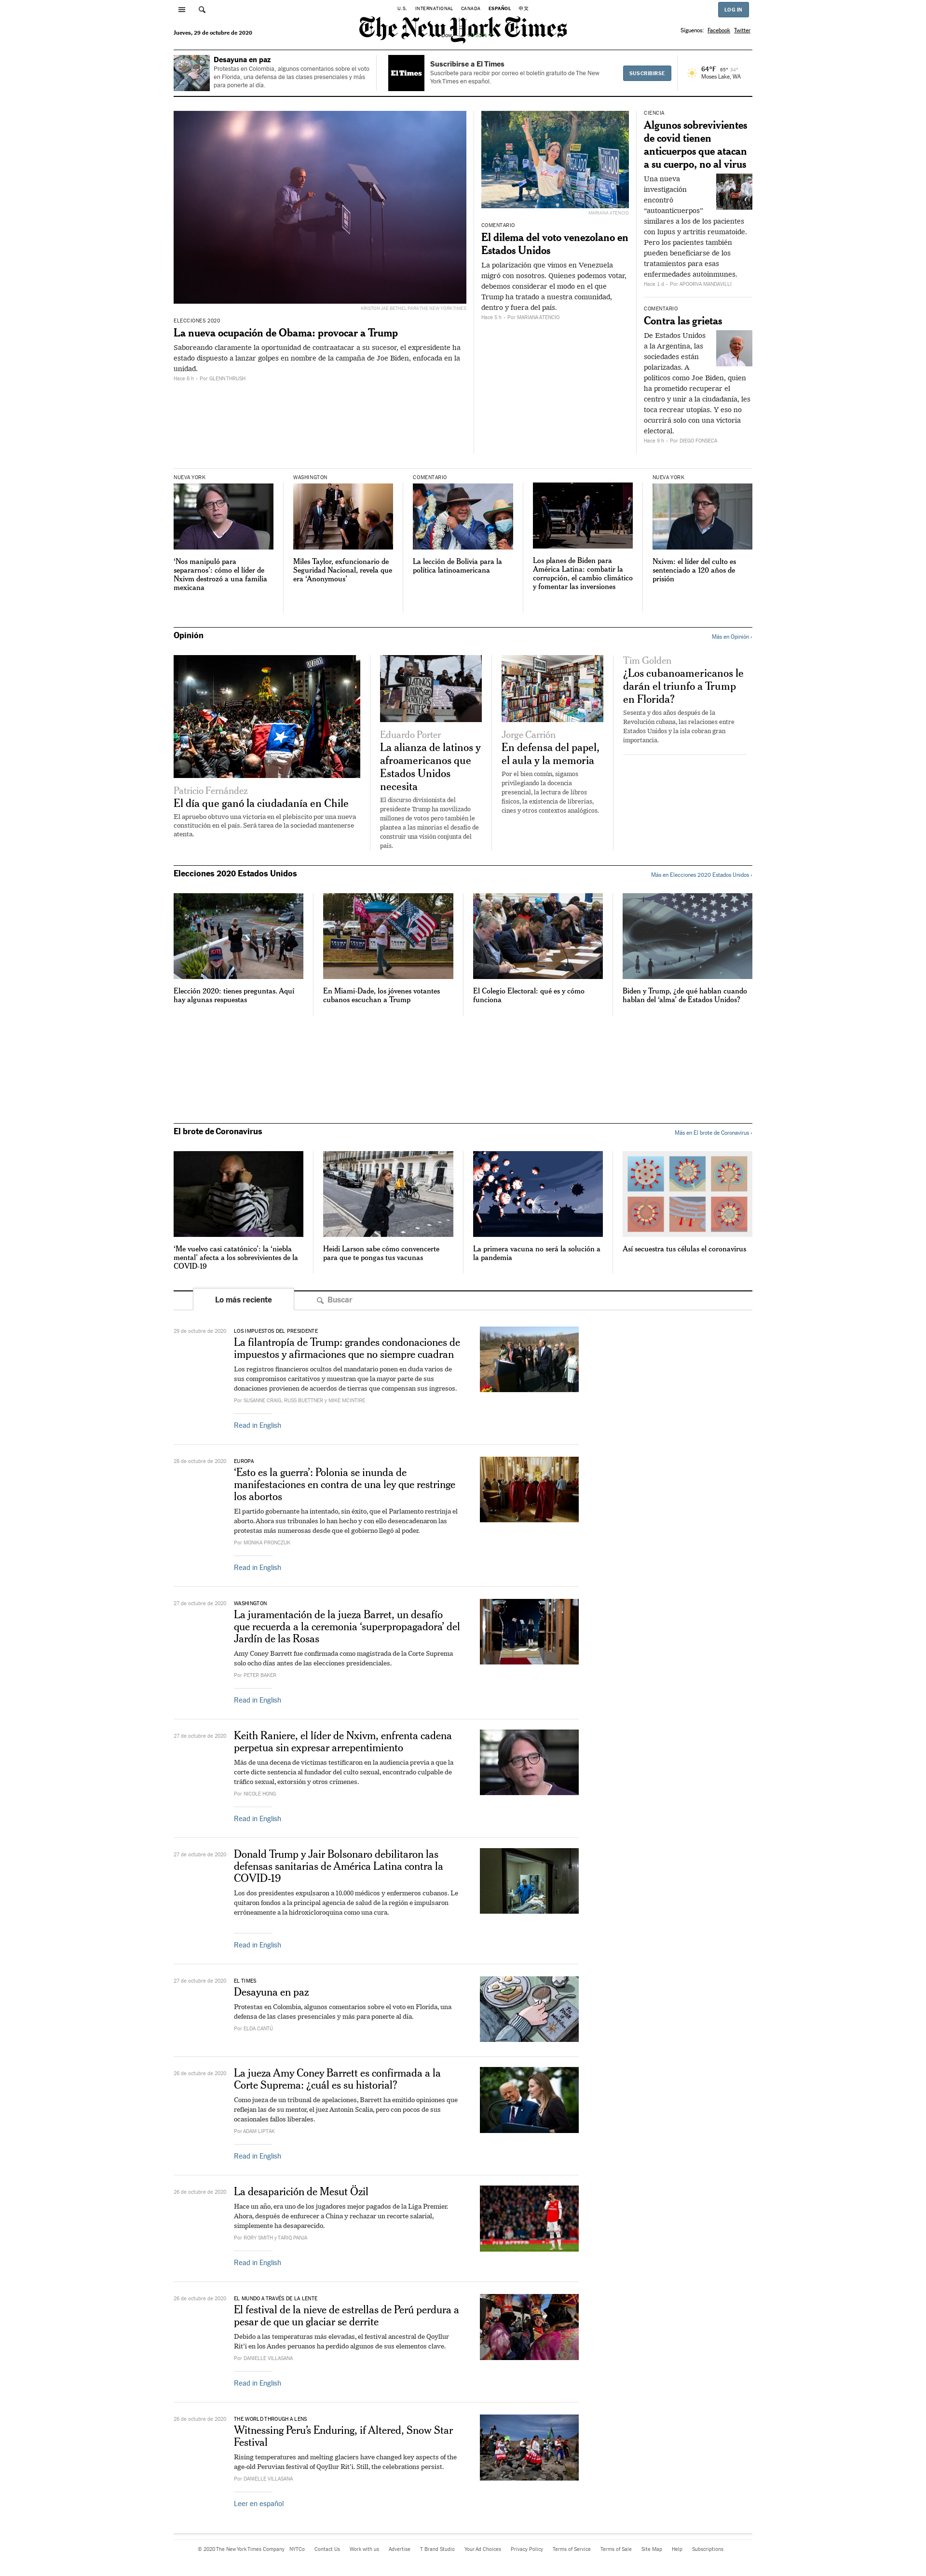 U.S.
INTERNATIONAL
CANADA
ESPAÑOL
中文
LOG IN
The New York Times
Jueves, 29 de octubre de 2020
Síguenos:
Facebook
Twitter
Desayuna en paz
Protestas en Colombia, algunos comentarios sobre el voto
en Florida, una defensa de las clases presenciales y más
para ponerte al día.
El Times
Suscribirse a El Times
Suscríbete para recibir por correo el boletín gratuito de The New
York Times en español.
SUSCRIBIRSE
64°F
Moses Lake, WA
KRISTON JAE BETHEL PARA THE NEW YORK TIMES
ELECCIONES 2020
La nueva ocupación de Obama: provocar a Trump
Saboreando claramente la oportunidad de contraatacar a su sucesor, el expresidente ha
estado dispuesto a lanzar golpes en nombre de la campaña de Joe Biden, enfocada en la
unidad.
Hace 8 h - Por GLENN THRUSH
MARIANA ATENCIO
COMENTARIO
El dilema del voto venezolano en
Estados Unidos
La polarización que vimos en Venezuela
migró con nosotros. Quienes podemos votar,
debemos considerar el modo en el que
Trump ha tratado a nuestra comunidad,
dentro y fuera del país.
Hace 5 h - Por MARIANA ATENCIO
CIENCIA
Algunos sobrevivientes
de covid tienen
anticuerpos que atacan
a su cuerpo, no al virus
Una nueva
investigación
encontró
“autoanticuerpos”
similares a los de los pacientes
con lupus y artritis reumatoide.
Pero los pacientes también
pueden beneficiarse de los
tratamientos para esas
enfermedades autoinmunes.
Hace 1 d - Por APOORVA MANDAVILLI
COMENTARIO
Contra las grietas
De Estados Unidos
a la Argentina, las
sociedades están
polarizadas. A
políticos como Joe Biden, quien
ha prometido recuperar el
centro y unir a la ciudadanía, les
toca recrear utopías. Y eso no
ocurrirá solo con una victoria
electoral.
Hace 9 h - Por DIEGO FONSECA
NUEVA YORK
‘Nos manipuló para
separarnos’: cómo el líder de
Nxivm destrozó a una familia
mexicana
WASHINGTON
Miles Taylor, exfuncionario de
Seguridad Nacional, revela que
era ‘Anonymous’
COMENTARIO
La lección de Bolivia para la
política latinoamericana
Los planes de Biden para
América Latina: combatir la
corrupción, el cambio climático
y fomentar las inversiones
NUEVA YORK
Nxivm: el líder del culto es
sentenciado a 120 años de
prisión
Opinión
Más en Opinión ›
Patricio Fernández
El día que ganó la ciudadanía en Chile
El apruebo obtuvo una victoria en el plebiscito por una nueva
constitución en el país. Será tarea de la sociedad mantenerse
atenta.
Eduardo Porter
La alianza de latinos y
afroamericanos que
Estados Unidos
necesita
El discurso divisionista del
presidente Trump ha movilizado
millones de votos pero también le
plantea a las minorías el desafío de
construir una visión conjunta del
país.
Jorge Carrión
En defensa del papel,
el aula y la memoria
Por el bien común, sigamos
privilegiando la docencia
presencial, la lectura de libros
físicos, la existencia de librerías,
cines y otros contextos analógicos.
Tim Golden
¿Los cubanoamericanos le
darán el triunfo a Trump
en Florida?
Sesenta y dos años después de la
Revolución cubana, las relaciones entre
Estados Unidos y la isla cobran gran
importancia.
Elecciones 2020 Estados Unidos
Más en Elecciones 2020 Estados Unidos ›
Elección 2020: tienes preguntas. Aquí
hay algunas respuestas
En Miami-Dade, los jóvenes votantes
cubanos escuchan a Trump
El Colegio Electoral: qué es y cómo
funciona
Biden y Trump, ¿de qué hablan cuando
hablan del ‘alma’ de Estados Unidos?
El brote de Coronavirus
Más en El brote de Coronavirus ›
‘Me vuelvo casi catatónico’: la ‘niebla
mental’ afecta a los sobrevivientes de la
COVID-19
Heidi Larson sabe cómo convencerte
para que te pongas tus vacunas
La primera vacuna no será la solución a
la pandemia
Así secuestra tus células el coronavirus
Lo más reciente
Buscar
29 de octubre de 2020
LOS IMPUESTOS DEL PRESIDENTE
La filantropía de Trump: grandes condonaciones de
impuestos y afirmaciones que no siempre cuadran
Los registros financieros ocultos del mandatario ponen en duda varios de
sus compromisos caritativos y muestran que la mayor parte de sus
donaciones provienen de acuerdos de tierras que compensan sus ingresos.
Por SUSANNE CRAIG, RUSS BUETTNER y MIKE MCINTIRE
Read in English
28 de octubre de 2020
EUROPA
‘Esto es la guerra’: Polonia se inunda de
manifestaciones en contra de una ley que restringe
los abortos
El partido gobernante ha intentado, sin éxito, que el Parlamento restrinja el
aborto. Ahora sus tribunales lo han hecho y con ello desencadenaron las
protestas más numerosas desde que el gobierno llegó al poder.
Por MONIKA PRONCZUK
Read in English
27 de octubre de 2020
WASHINGTON
La juramentación de la jueza Barret, un desafío
que recuerda a la ceremonia ‘superpropagadora’ del
Jardín de las Rosas
Amy Coney Barrett fue confirmada como magistrada de la Corte Suprema
solo ocho días antes de las elecciones presidenciales.
Por PETER BAKER
Read in English
27 de octubre de 2020
Keith Raniere, el líder de Nxivm, enfrenta cadena
perpetua sin expresar arrepentimiento
Más de una decena de víctimas testificaron en la audiencia previa a que la
corte dicte sentencia al fundador del culto sexual, encontrado culpable de
tráfico sexual, extorsión y otros crímenes.
Por NICOLE HONG
Read in English
27 de octubre de 2020
Donald Trump y Jair Bolsonaro debilitaron las
defensas sanitarias de América Latina contra la
COVID-19
Los dos presidentes expulsaron a 10.000 médicos y enfermeros cubanos. Le
quitaron fondos a la principal agencia de salud de la región e impulsaron
erróneamente a la hidroxicloroquina como una cura.
Read in English
27 de octubre de 2020
EL TIMES
Desayuna en paz
Protestas en Colombia, algunos comentarios sobre el voto en Florida, una
defensa de las clases presenciales y más para ponerte al día.
Por ELDA CANTÚ
26 de octubre de 2020
La jueza Amy Coney Barrett es confirmada a la
Corte Suprema: ¿cuál es su historial?
Como jueza de un tribunal de apelaciones, Barrett ha emitido opiniones que
reflejan las de su mentor, el juez Antonin Scalia, pero con pocos de sus
ocasionales fallos liberales.
Por ADAM LIPTAK
Read in English
26 de octubre de 2020
La desaparición de Mesut Özil
Hace un año, era uno de los jugadores mejor pagados de la Liga Premier.
Ahora, después de enfurecer a China y rechazar un recorte salarial,
simplemente ha desaparecido.
Por RORY SMITH y TARIQ PANJA
Read in English
26 de octubre de 2020
EL MUNDO A TRAVÉS DE LA LENTE
El festival de la nieve de estrellas de Perú perdura a
pesar de que un glaciar se derrite
Debido a las temperaturas más elevadas, el festival ancestral de Qoyllur
Rit’i en los Andes peruanos ha perdido algunos de sus elementos clave.
Por DANIELLE VILLASANA
Read in English
26 de octubre de 2020
THE WORLD THROUGH A LENS
Witnessing Peru’s Enduring, if Altered, Snow Star
Festival
Rising temperatures and melting glaciers have changed key aspects of the
age-old Peruvian festival of Qoyllur Rit’i. Still, the celebrations persist.
Por DANIELLE VILLASANA
Leer en español
© 2020 The New York Times Company
NYTCo
Contact Us
Work with us
Advertise
T Brand Studio
Your Ad Choices
Privacy Policy
Terms of Service
Terms of Sale
Site Map
Help
Subscriptions